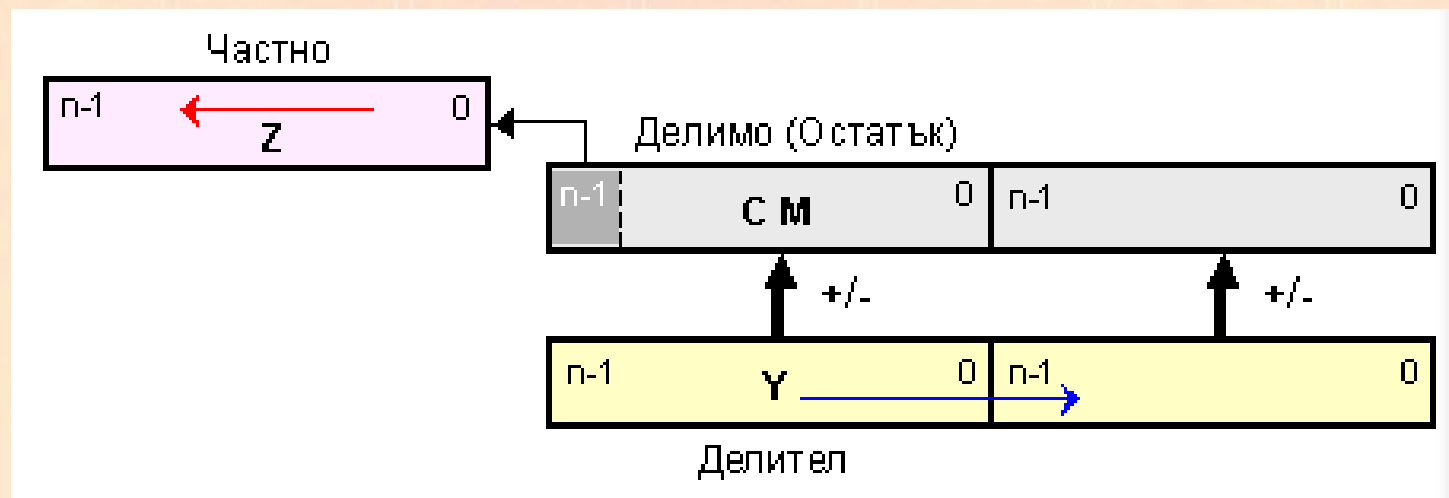 Частно
n-1 0
Z
Делимо (Остатък)
n-1 С М 0 n-1 0
+/- +/-
n-1 Y 0 n-1 0
Делител